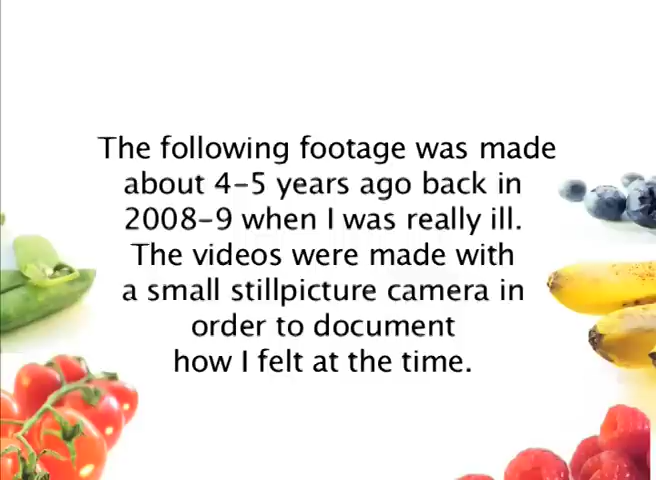 The following footage was made
about 4-5 years ago back in
2008-9 when I was really ill.
The videos were made with
a small stillpicture camera in
order to document
how I felt at the time.